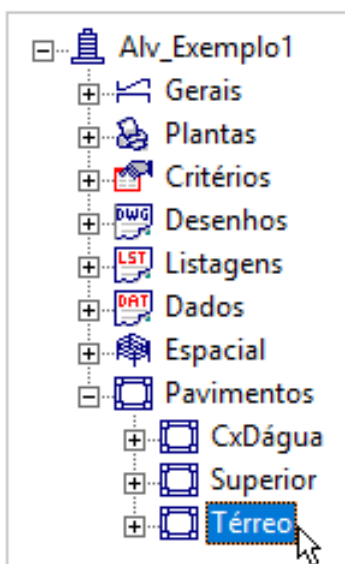 Alv_Exemplo1
Gerais
Plantas
Critérios
DWG Desenhos
LST Listagens
DAT Dados
Espacial
Pavimentos
CxDágua
Superior
Térreo